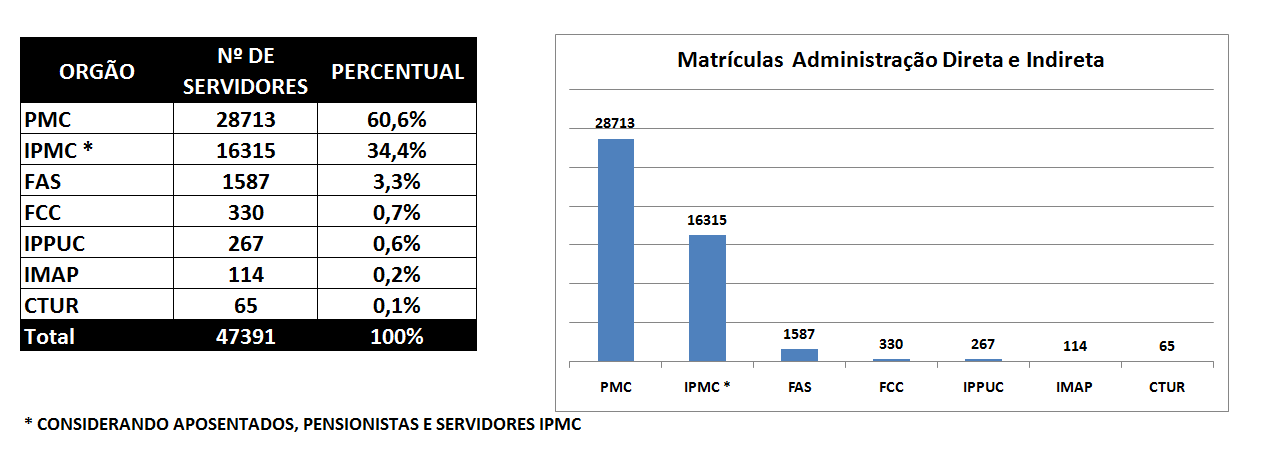 ORGÃO Nº DE SERVIDORES PERCENTUAL
PMC 28713 60,6%
IPMC * 16315 34,4%
FAS 1587 3,3%
FCC 330 0,7%
IPPUC 267 0,6%
IMAP 114 0,2%
CTUR 65 0,1%
Total 47391 100%
Matrículas Administração Direta e Indireta
28713
16315
1587
330
267
114
65
PMC IPMC * FAS FCC IPPUC IMAP CTUR
* CONSIDERANDO APOSENTADOS, PENSIONISTAS E SERVIDORES IPMC